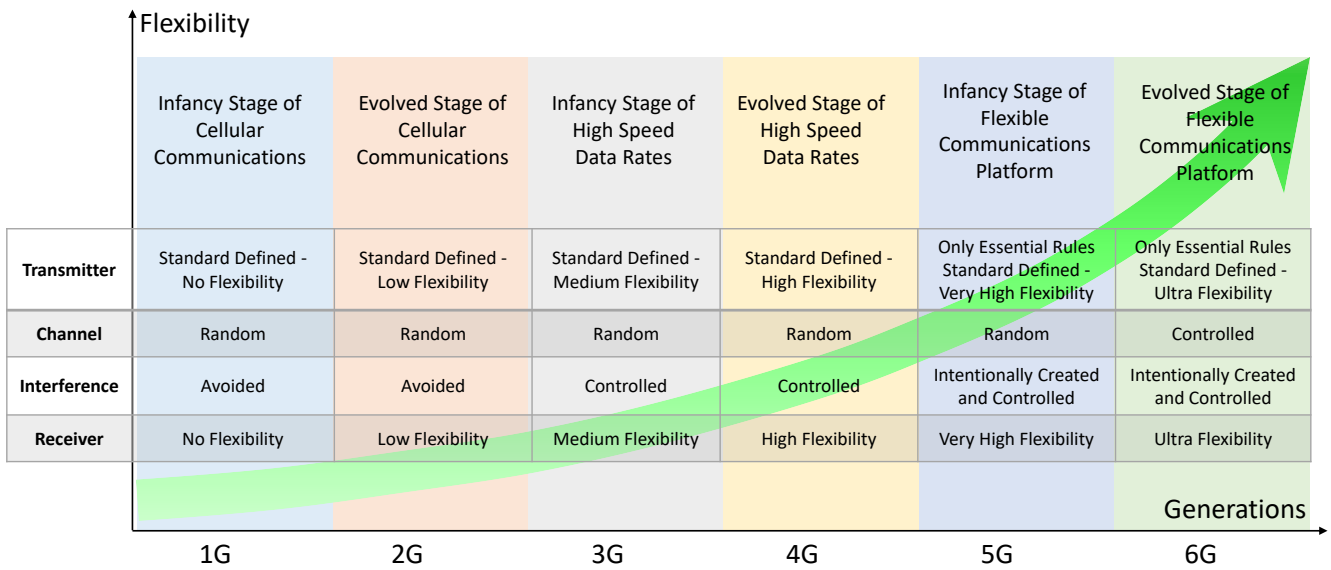 Flexibility
Infancy Stage of
Cellular
Communications
Evolved Stage of
Cellular
Communications
Infancy Stage of
High Speed
Data Rates
Evolved Stage of
High Speed
Data Rates
Infancy Stage of
Flexible
Communications
Platform
Evolved Stage of
Flexible
Communications
Platform
Transmitter
Standard Defined -
No Flexibility
Standard Defined -
Low Flexibility
Standard Defined -
Medium Flexibility
Standard Defined -
High Flexibility
Only Essential Rules
Standard Defined -
Very High Flexibility
Only Essential Rules
Standard Defined -
Ultra Flexibility
Channel
Random
Random
Random
Random
Random
Controlled
Interference
Avoided
Avoided
Controlled
Controlled
Intentionally Created
and Controlled
Intentionally Created
and Controlled
Receiver
No Flexibility
Low Flexibility
Medium Flexibility
High Flexibility
Very High Flexibility
Ultra Flexibility
Generations
1G
2G
3G
4G
5G
6G